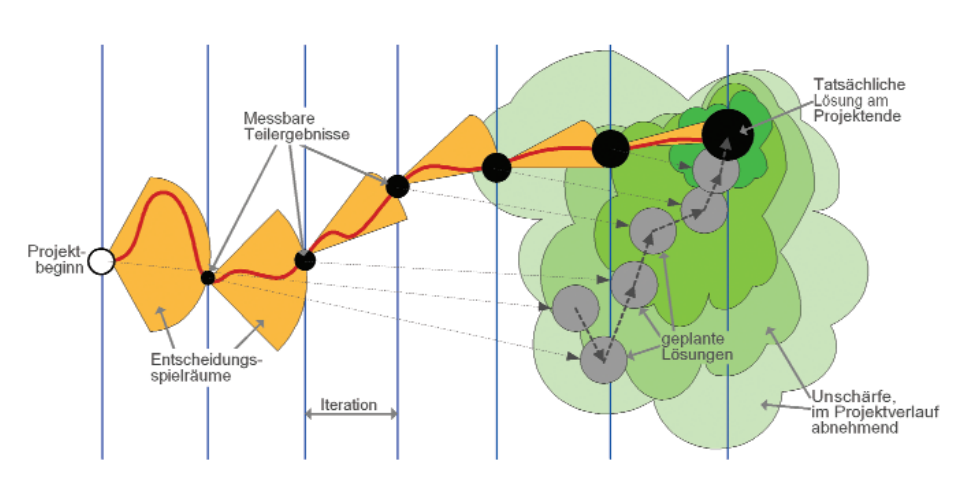 Tatsächliche
Lösung am
Projektende
Messbare
Teilergebnisse
Projekt-
beginn
Entscheidungs-
spielräume
geplante
Lösungen
Iteration
Unschärfe,
im Projektverlauf
abnehmend